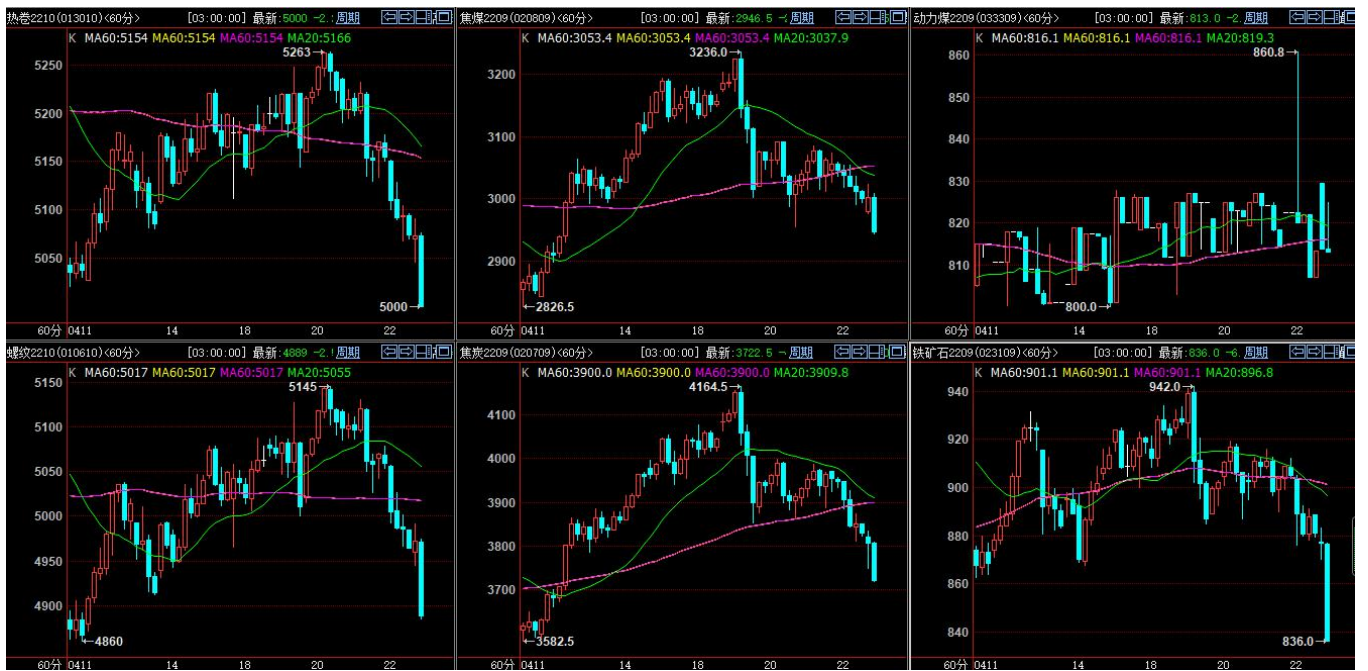 热卷2210(013010)<60分> [03:00:00] 最新:5000 -2. 周期
K MA60:5154 MA60:5154 MA60:5154 MA20:5166
5263
5250
5200
5150
5100
5050
5000
60分 0411 14 18 20 22
焦煤2209(020809)<60分> [03:00:00] 最新:2946.5 周期
K MA60:3053.4 MA60:3053.4 MA60:3053.4 MA20:3037.9
3236.0
3200
3100
3000
2900
2826.5
60分 0411 14 18 20 22
动力煤2209(033309)<60分> [03:00:00] 最新:813.0 -2. 周期
K MA60:816.1 MA60:816.1 MA60:816.1 MA20:819.3
860
860.8
850
840
830
820
810
800.0
60分 0411 14 18 20 22
螺纹2210(010610)<60分> [03:00:00] 最新:4889 -2. 周期
K MA60:5017 MA60:5017 MA60:5017 MA20:5055
5150
5145
5100
5050
5000
4950
4900
4860
60分 0411 14 18 20 22
焦炭2209(020709)<60分> [03:00:00] 最新:3722.5 周期
K MA60:3900.0 MA60:3900.0 MA60:3900.0 MA20:3909.8
4164.5
4100
4000
3900
3800
3700
3582.5
60分 0411 14 18 20 22
铁矿石2209(023109)<60分> [03:00:00] 最新:836.0 -6. 周期
K MA60:901.1 MA60:901.1 MA60:901.1 MA20:896.8
940
942.0
920
900
880
860
840
836.0
60分 0411 14 18 20 22